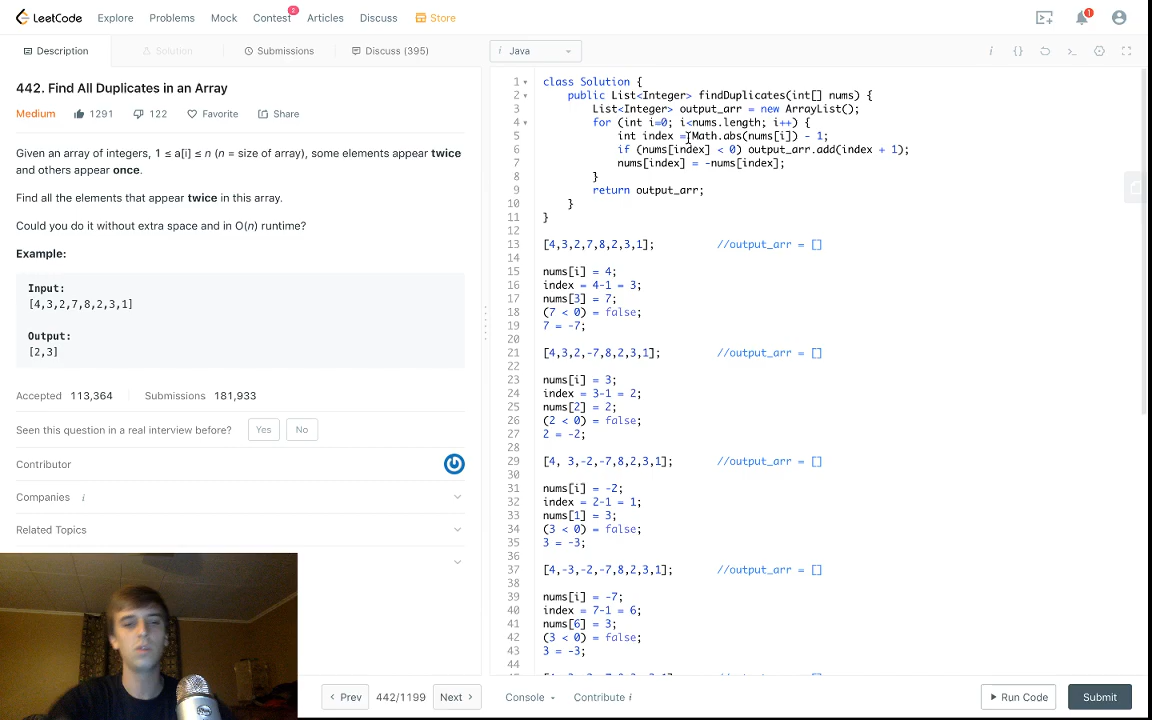 LeetCode Explore Problems Mock Contest 2 Articles Discuss Store 1
Description Solution Submissions Discuss (395) i Java i {} >_
442. Find All Duplicates in an Array
Medium 1291 122 Favorite Share
Given an array of integers, 1 ≤ a[i] ≤ n (n = size of array), some elements appear twice
and others appear once.
Find all the elements that appear twice in this array.
Could you do it without extra space and in O(n) runtime?
Example:
Input:
[4,3,2,7,8,2,3,1]
Output:
[2,3]
Accepted 113,364 Submissions 181,933
Seen this question in a real interview before? Yes No
Contributor
Companies i
Related Topics
1 class Solution {
2 public List<Integer> findDuplicates(int[] nums) {
3 List<Integer> output_arr = new ArrayList();
4 for (int i=0; i<nums.length; i++) {
5 int index = Math.abs(nums[i]) - 1;
6 if (nums[index] < 0) output_arr.add(index + 1);
7 nums[index] = -nums[index];
8 }
9 return output_arr;
10 }
11 }
12
13 [4,3,2,7,8,2,3,1]; //output_arr = []
14
15 nums[i] = 4;
16 index = 4-1 = 3;
17 nums[3] = 7;
18 (7 < 0) = false;
19 7 = -7;
20
21 [4,3,2,-7,8,2,3,1]; //output_arr = []
22
23 nums[i] = 3;
24 index = 3-1 = 2;
25 nums[2] = 2;
26 (2 < 0) = false;
27 2 = -2;
28
29 [4, 3,-2,-7,8,2,3,1]; //output_arr = []
30
31 nums[i] = -2;
32 index = 2-1 = 1;
33 nums[1] = 3;
34 (3 < 0) = false;
35 3 = -3;
36
37 [4,-3,-2,-7,8,2,3,1]; //output_arr = []
38
39 nums[i] = -7;
40 index = 7-1 = 6;
41 nums[6] = 3;
42 (3 < 0) = false;
43 3 = -3;
44
Prev 442/1199 Next Console Contribute i Run Code Submit